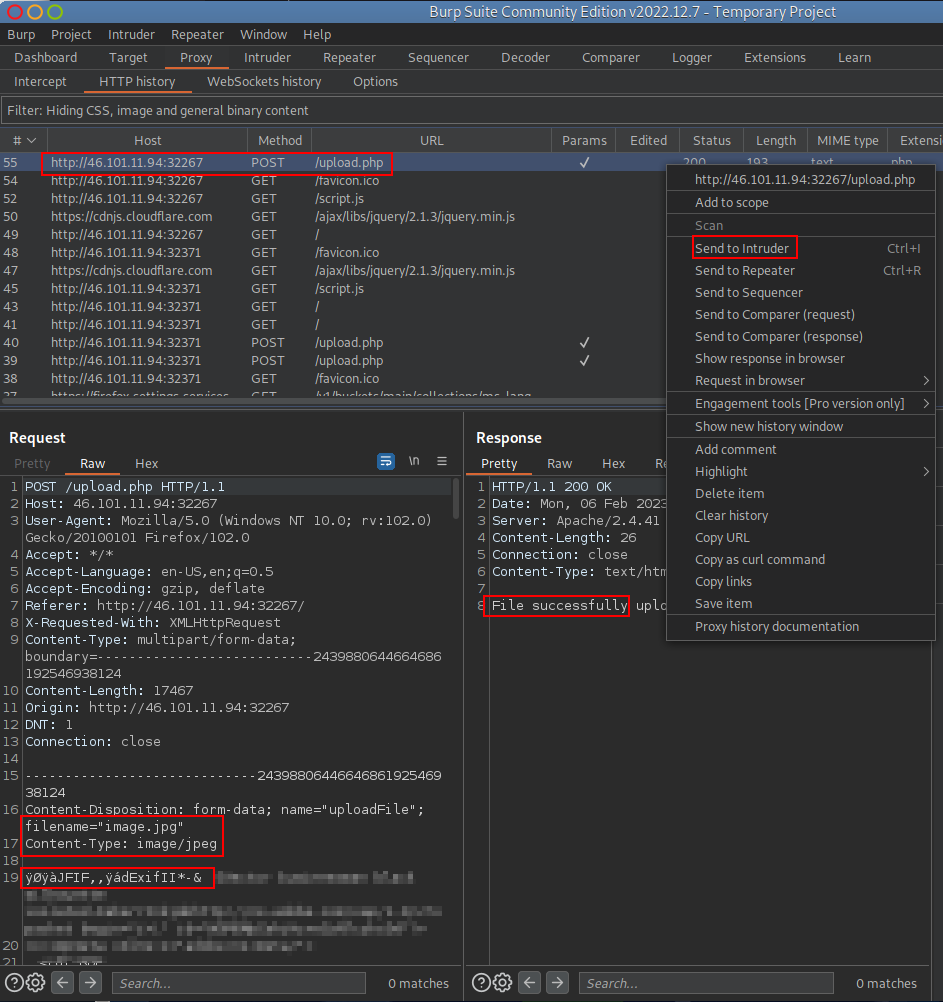 Burp Suite Community Edition v2022.12.7 - Temporary Project
Burp Project Intruder Repeater Window Help
Dashboard Target Proxy Intruder Repeater Sequencer Decoder Comparer Logger Extensions Learn
Intercept HTTP history WebSockets history Options
Filter: Hiding CSS, image and general binary content
# Host Method URL Params Edited Status Length MIME type Extensi
55 http://46.101.11.94:32267 POST /upload.php ✓ 200 193 text php
54 http://46.101.11.94:32267 GET /favicon.ico
52 http://46.101.11.94:32267 GET /script.js
50 https://cdnjs.cloudflare.com GET /ajax/libs/jquery/2.1.3/jquery.min.js
49 http://46.101.11.94:32267 GET /
48 http://46.101.11.94:32371 GET /favicon.ico
47 https://cdnjs.cloudflare.com GET /ajax/libs/jquery/2.1.3/jquery.min.js
45 http://46.101.11.94:32371 GET /script.js
43 http://46.101.11.94:32371 GET /
41 http://46.101.11.94:32371 GET /
40 http://46.101.11.94:32371 POST /upload.php ✓
39 http://46.101.11.94:32371 POST /upload.php ✓
38 http://46.101.11.94:32371 GET /favicon.ico
37 https://firefox.settings.services GET /v1/buckets/main/collections/ms-lang
http://46.101.11.94:32267/upload.php
Add to scope
Scan
Send to Intruder Ctrl+I
Send to Repeater Ctrl+R
Send to Sequencer
Send to Comparer (request)
Send to Comparer (response)
Show response in browser
Request in browser
Engagement tools [Pro version only]
Show new history window
Add comment
Highlight
Delete item
Clear history
Copy URL
Copy as curl command
Copy links
Save item
Proxy history documentation
Request
Pretty Raw Hex \n
1 POST /upload.php HTTP/1.1
2 Host: 46.101.11.94:32267
3 User-Agent: Mozilla/5.0 (Windows NT 10.0; rv:102.0)
Gecko/20100101 Firefox/102.0
4 Accept: */*
5 Accept-Language: en-US,en;q=0.5
6 Accept-Encoding: gzip, deflate
7 Referer: http://46.101.11.94:32267/
8 X-Requested-With: XMLHttpRequest
9 Content-Type: multipart/form-data;
boundary=---------------------------2439880644664686
192546938124
10 Content-Length: 17467
11 Origin: http://46.101.11.94:32267
12 DNT: 1
13 Connection: close
14
15 -----------------------------24398806446646861925469
38124
16 Content-Disposition: form-data; name="uploadFile";
filename="image.jpg"
17 Content-Type: image/jpeg
18
19 ÿØÿàJFIF,,ÿádExifII*-&
20
21
Response
Pretty Raw Hex Re
1 HTTP/1.1 200 OK
2 Date: Mon, 06 Feb 2023
3 Server: Apache/2.4.41
4 Content-Length: 26
5 Connection: close
6 Content-Type: text/htm
7
8 File successfully uplo
Search... 0 matches
Search... 0 matches